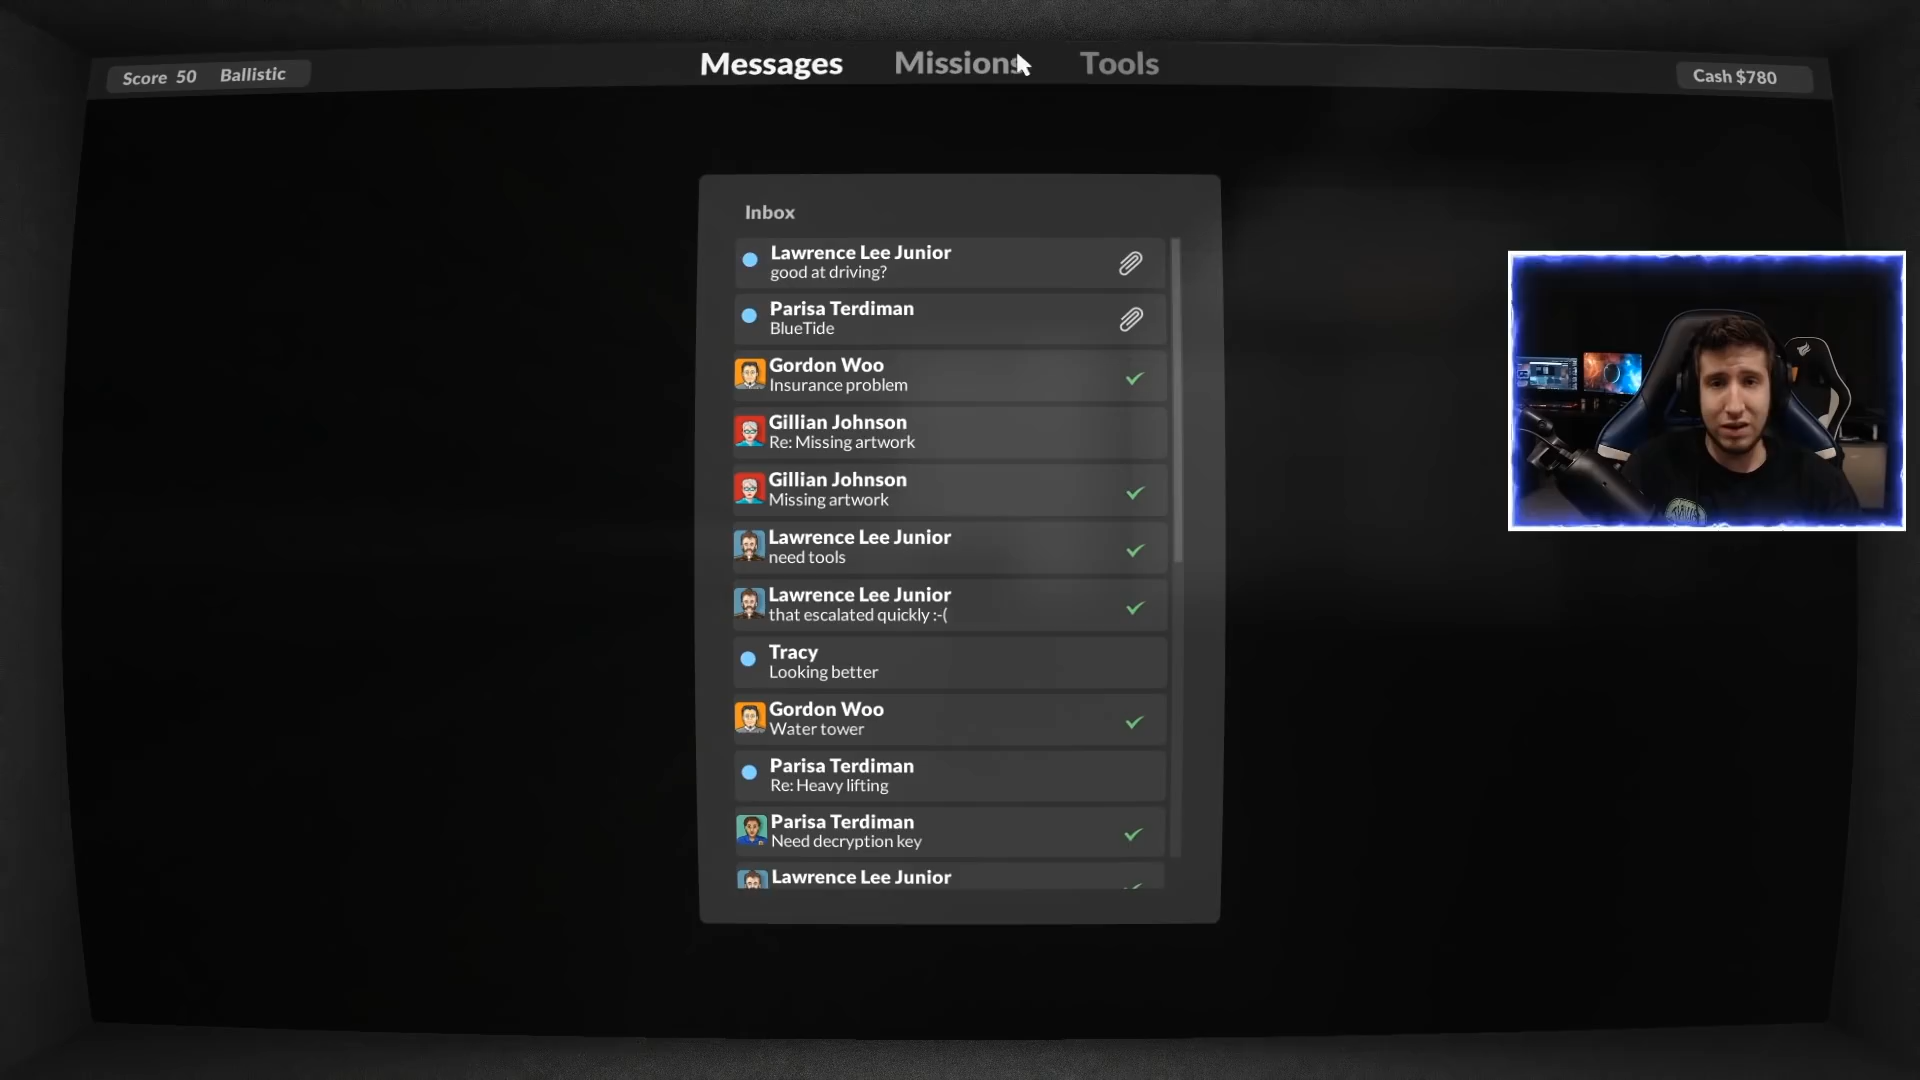 Score 50 Ballistic
Messages Missions Tools
Cash $780
Inbox
Lawrence Lee Junior
good at driving?
Parisa Terdiman
BlueTide
Gordon Woo
Insurance problem
Gillian Johnson
Re: Missing artwork
Gillian Johnson
Missing artwork
Lawrence Lee Junior
need tools
Lawrence Lee Junior
that escalated quickly :-(
Tracy
Looking better
Gordon Woo
Water tower
Parisa Terdiman
Re: Heavy lifting
Parisa Terdiman
Need decryption key
Lawrence Lee Junior